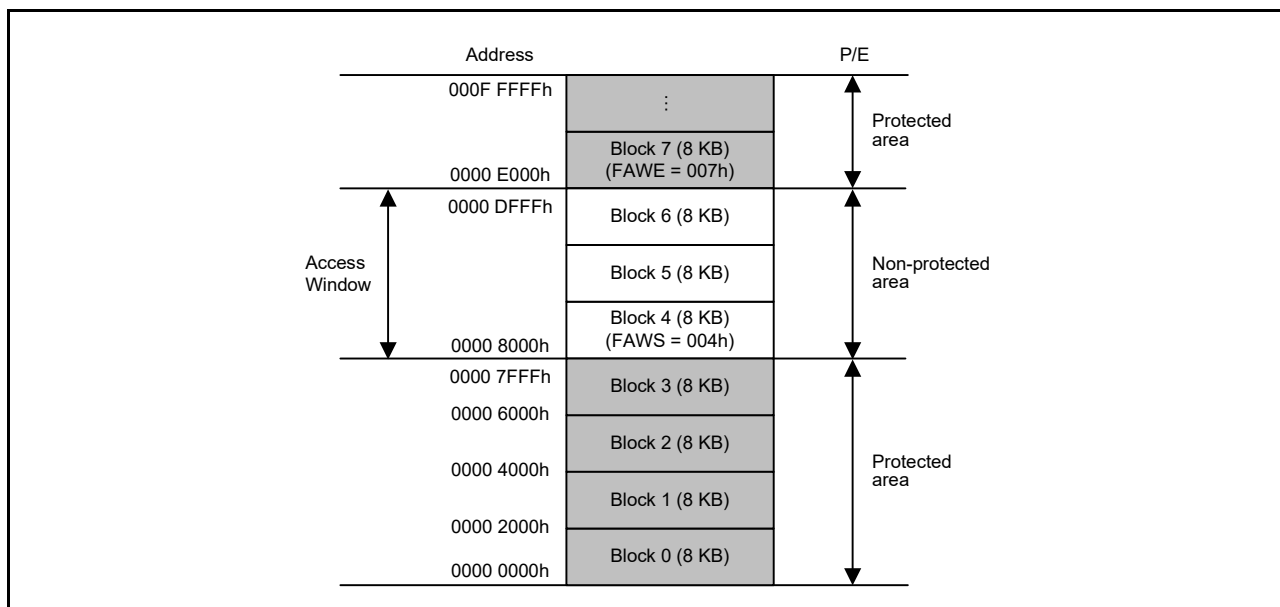 Address P/E
000F FFFFh
⋮
Protected
area
Block 7 (8 KB)
(FAWE = 007h)
0000 E000h
0000 DFFFh
Block 6 (8 KB)
Block 5 (8 KB)
Access
Window
Non-protected
area
Block 4 (8 KB)
(FAWS = 004h)
0000 8000h
0000 7FFFh
Block 3 (8 KB)
0000 6000h
Block 2 (8 KB)
0000 4000h
Protected
area
Block 1 (8 KB)
0000 2000h
Block 0 (8 KB)
0000 0000h